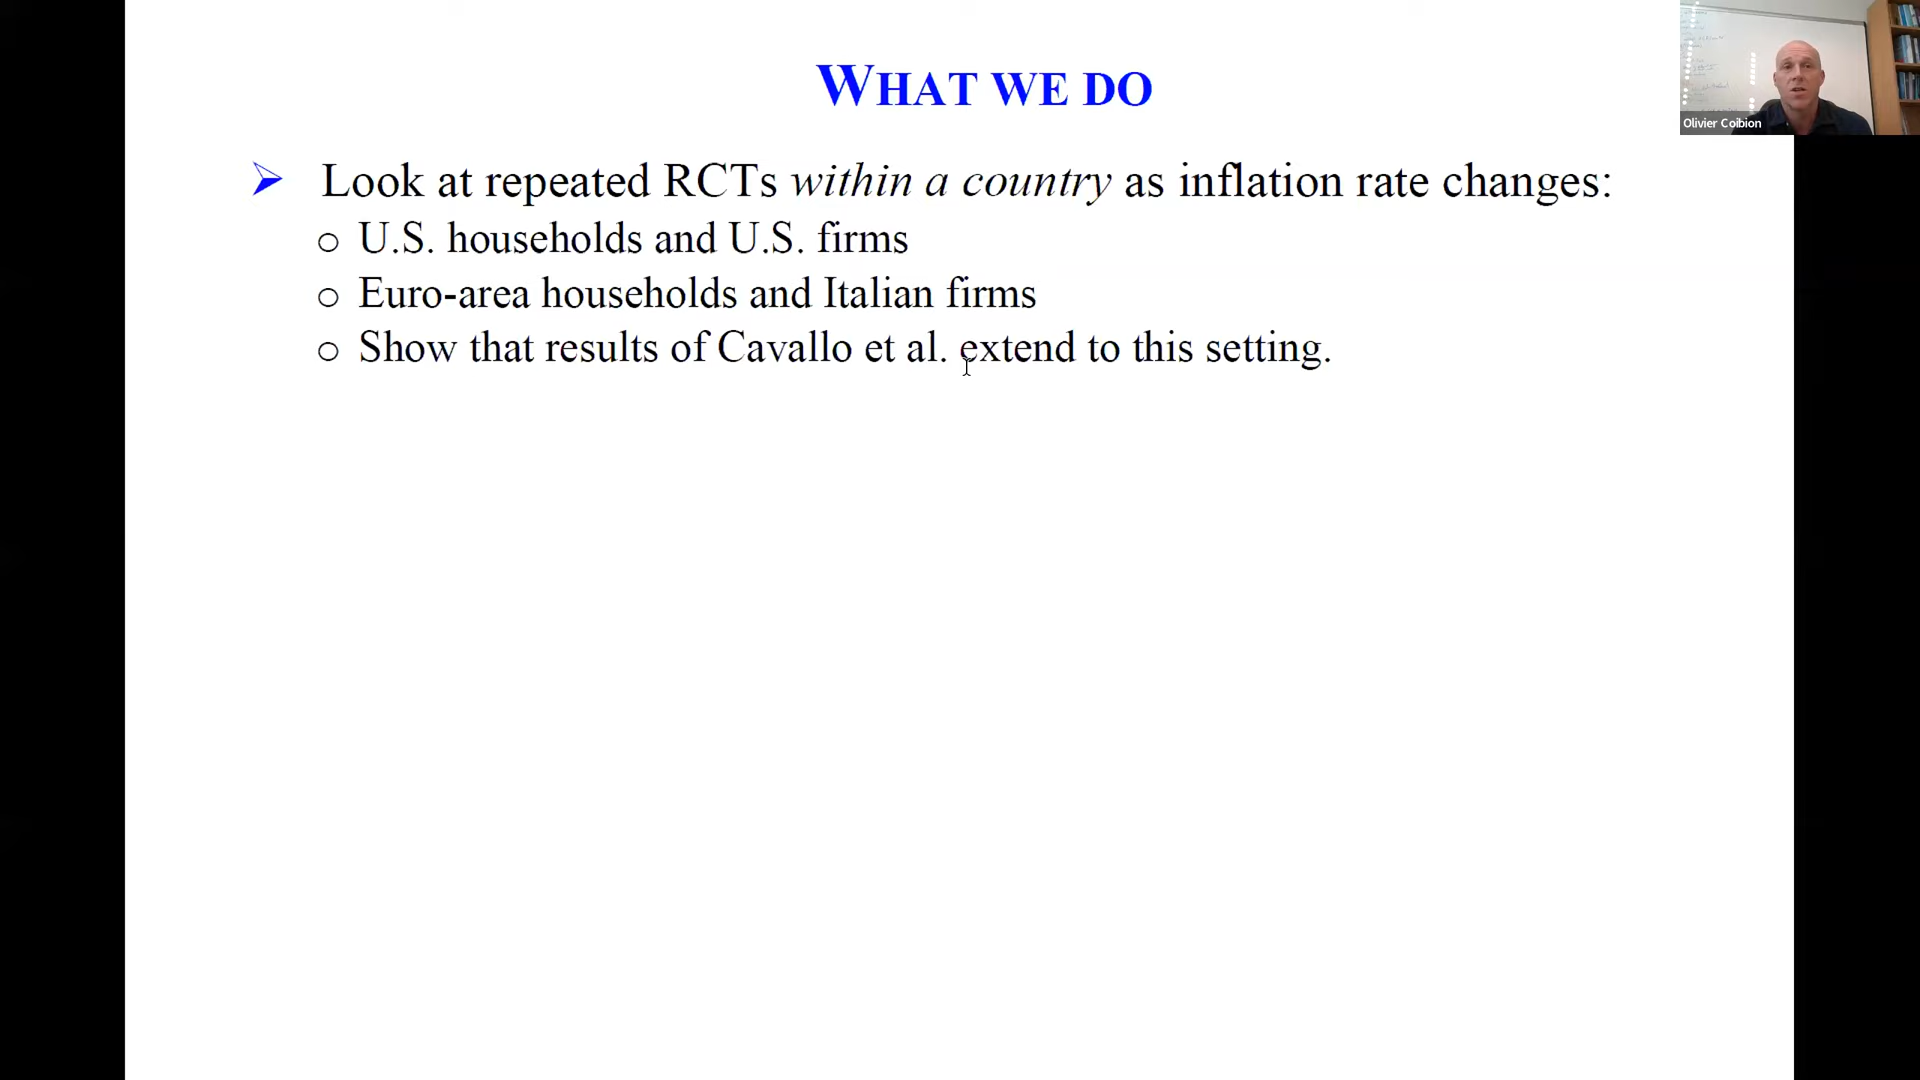 WHAT WE DO
Olivier Coibion
➢ Look at repeated RCTs within a country as inflation rate changes:
o U.S. households and U.S. firms
o Euro-area households and Italian firms
o Show that results of Cavallo et al. extend to this setting.